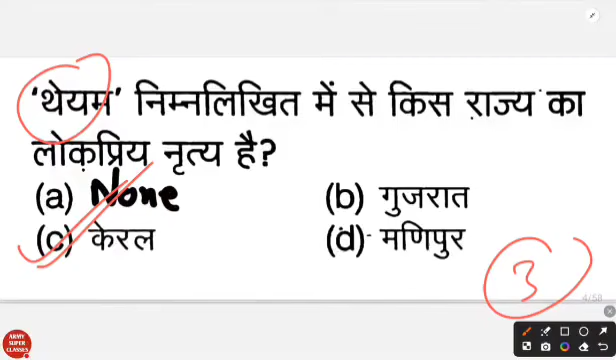 'थेयम' निम्नलिखित में से किस राज्य का
लोकप्रिय नृत्य है?
(a) None (b) गुजरात
(c) केरल (d) मणिपुर
3
4/58
ARMY
SUPER
CLASSES